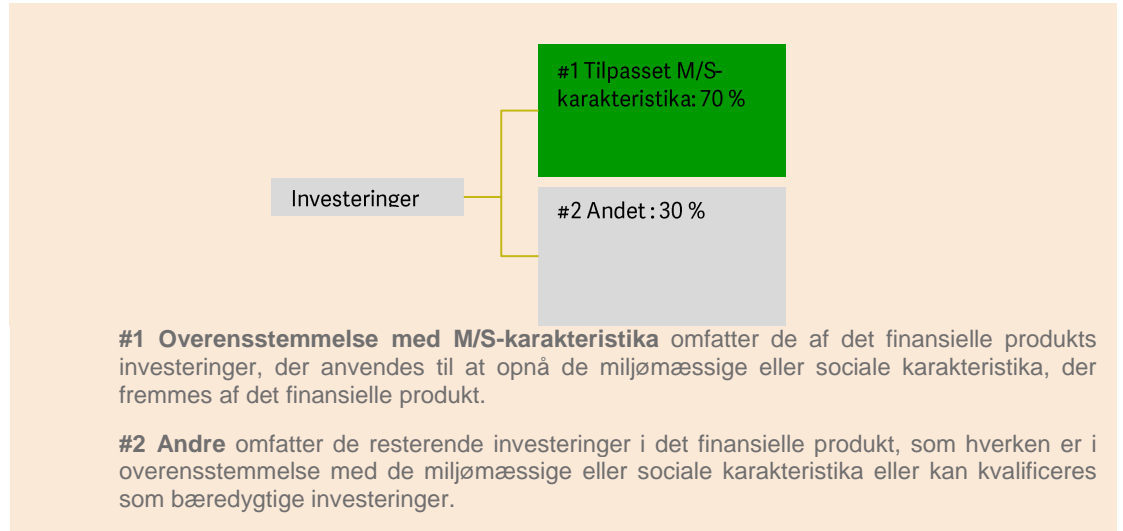 #1 Tilpasset M/S-
karakteristika: 70 %
Investeringer
#2 Andet : 30 %
#1 Overensstemmelse med M/S-karakteristika omfatter de af det finansielle produkts
investeringer, der anvendes til at opnå de miljømæssige eller sociale karakteristika, der
fremmes af det finansielle produkt.
#2 Andre omfatter de resterende investeringer i det finansielle produkt, som hverken er i
overensstemmelse med de miljømæssige eller sociale karakteristika eller kan kvalificeres
som bæredygtige investeringer.